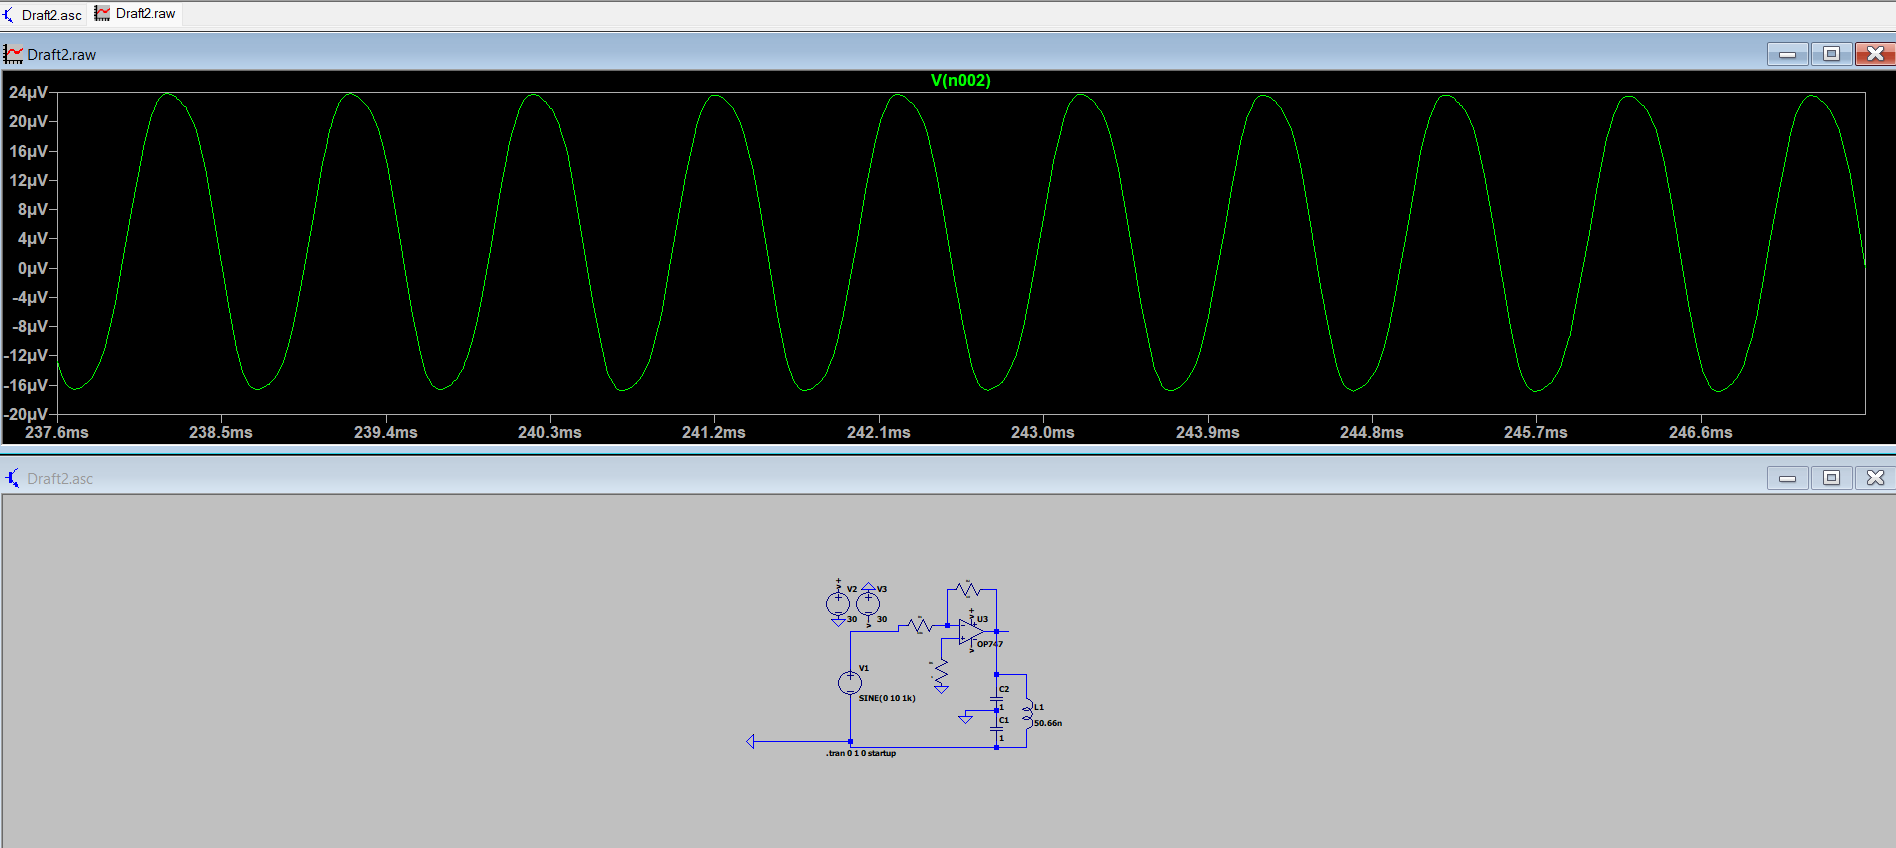 Draft2.asc Draft2.raw
Draft2.raw
V(n002)
24µV
20µV
16µV
12µV
8µV
4µV
0µV
-4µV
-8µV
-12µV
-16µV
-20µV
237.6ms 238.5ms 239.4ms 240.3ms 241.2ms 242.1ms 243.0ms 243.9ms 244.8ms 245.7ms 246.6ms
Draft2.asc
V2 V3
30 30
U3
OP747
V1
SINE(0 10 1k)
C2
1
L1
50.66n
C1
1
.tran 0 1 0 startup